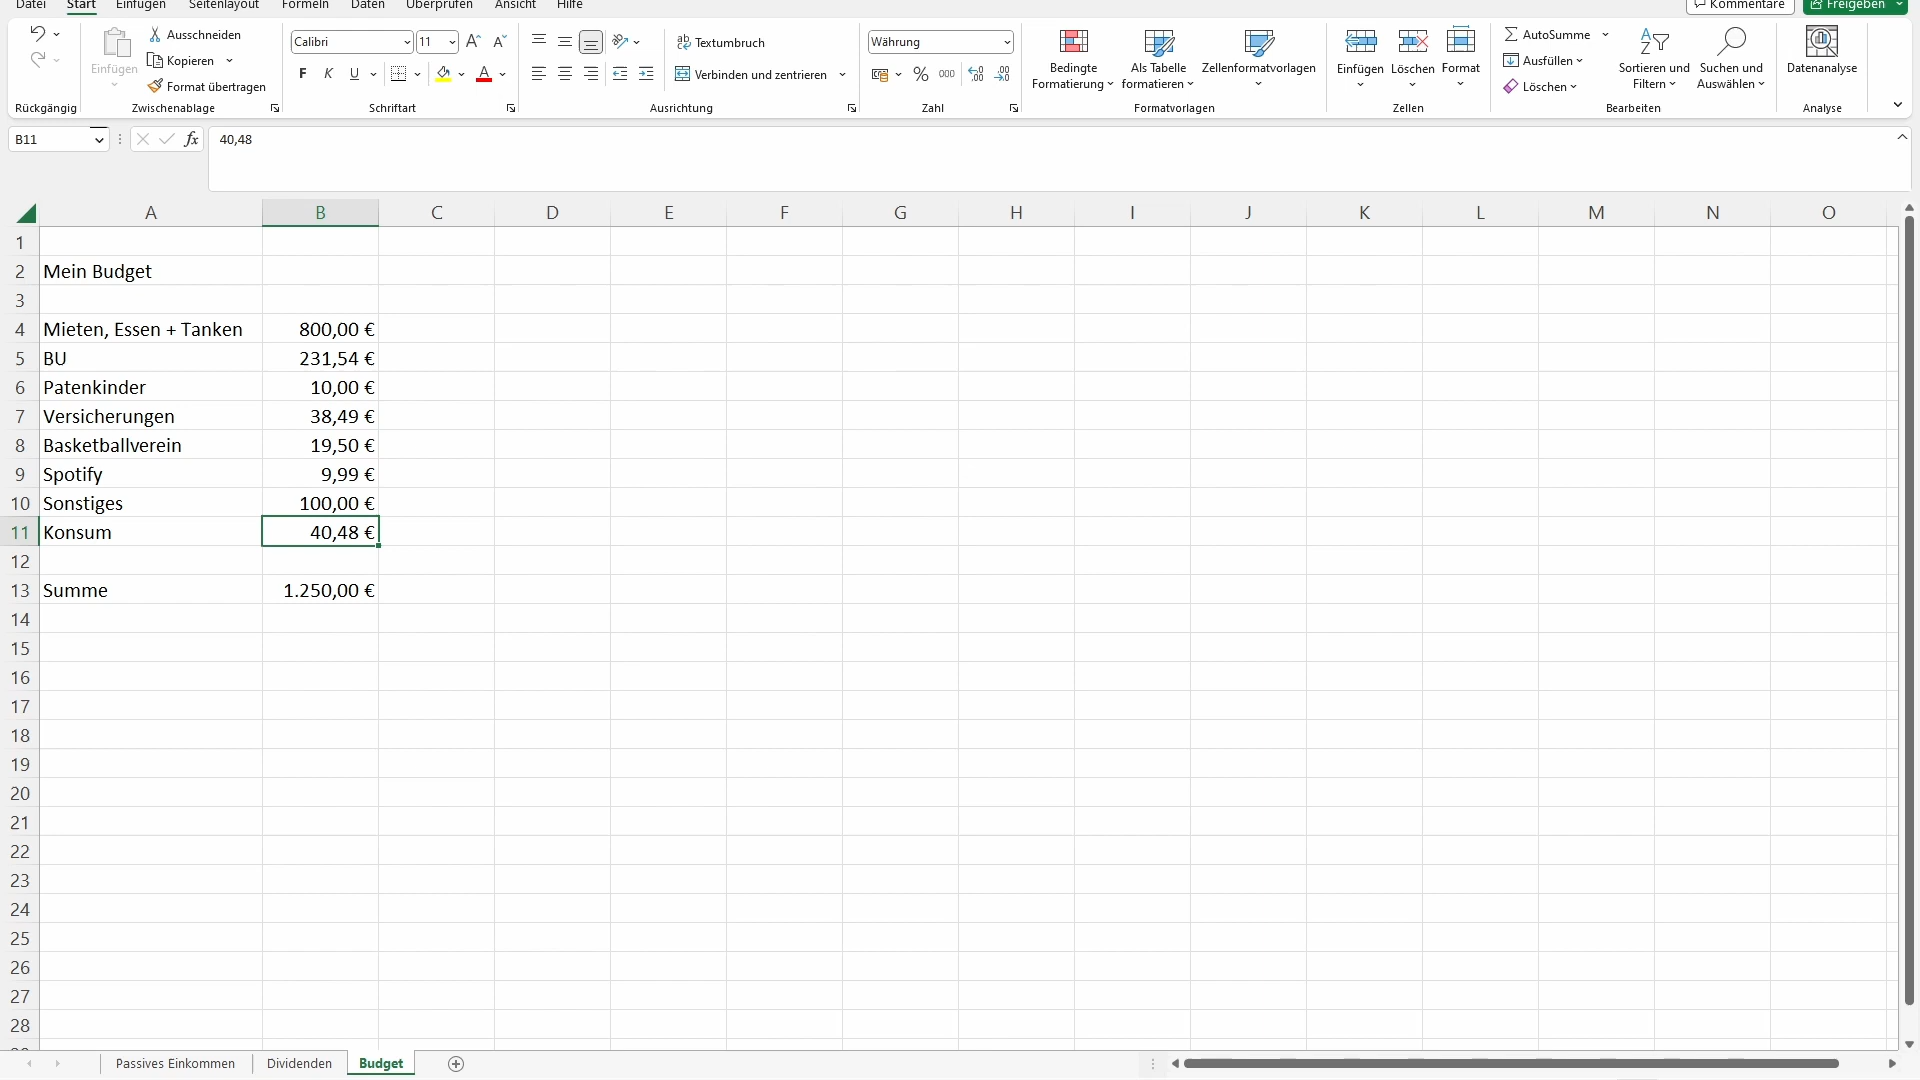 Datei Start Einfügen Seitenlayout Formeln Daten Überprüfen Ansicht Hilfe Kommentare Freigeben
Einfügen
Ausschneiden
Kopieren
Format übertragen
Calibri 11
F K U
Textumbruch
Verbinden und zentrieren
Währung
% 000
Bedingte Formatierung
Als Tabelle formatieren
Zellenformatvorlagen
Einfügen Löschen Format
AutoSumme
Ausfüllen
Löschen
Sortieren und Filtern
Suchen und Auswählen
Datenanalyse
Rückgängig Zwischenablage Schriftart Ausrichtung Zahl Formatvorlagen Zellen Bearbeiten Analyse
B11 fx 40,48
A B C D E F G H I J K L M N O
1
2 Mein Budget
3
4 Mieten, Essen + Tanken 800,00 €
5 BU 231,54 €
6 Patenkinder 10,00 €
7 Versicherungen 38,49 €
8 Basketballverein 19,50 €
9 Spotify 9,99 €
10 Sonstiges 100,00 €
11 Konsum 40,48 €
12
13 Summe 1.250,00 €
14
15
16
17
18
19
20
21
22
23
24
25
26
27
28
Passives Einkommen Dividenden Budget